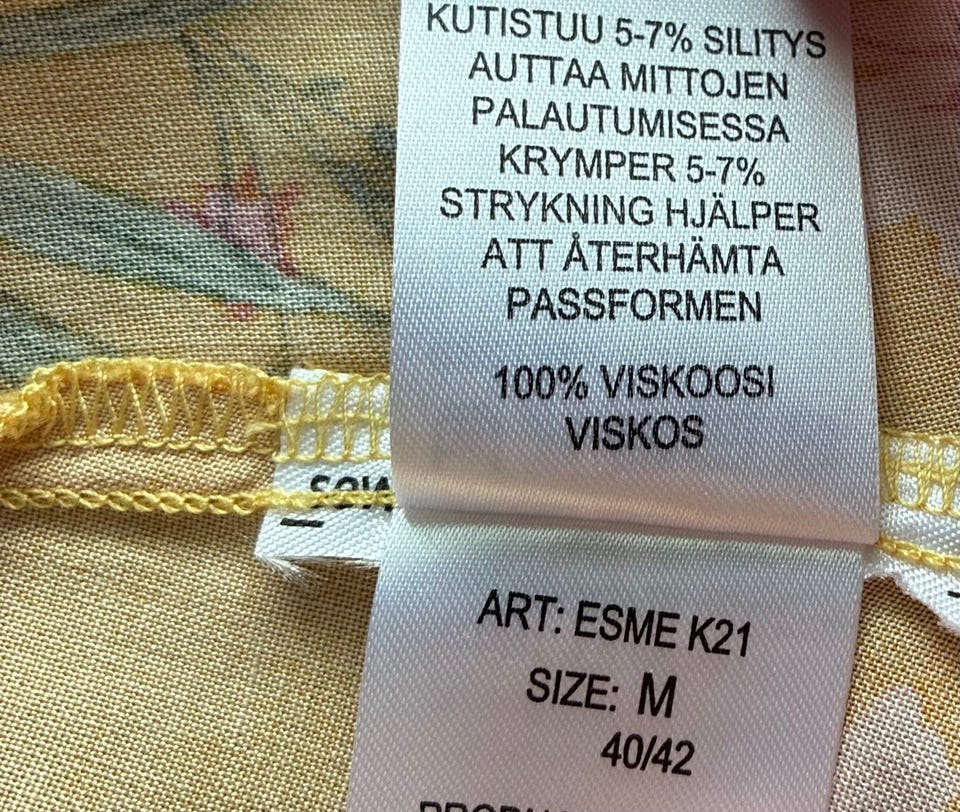 KUTISTUU 5-7% SILITYS
AUTTAA MITTOJEN
PALAUTUMISESSA
KRYMPER 5-7%
STRYKNING HJÄLPER
ATT ÅTERHÄMTA
PASSFORMEN
100% VISKOOSI
VISKOS
ART: ESME K21
SIZE: M
40/42